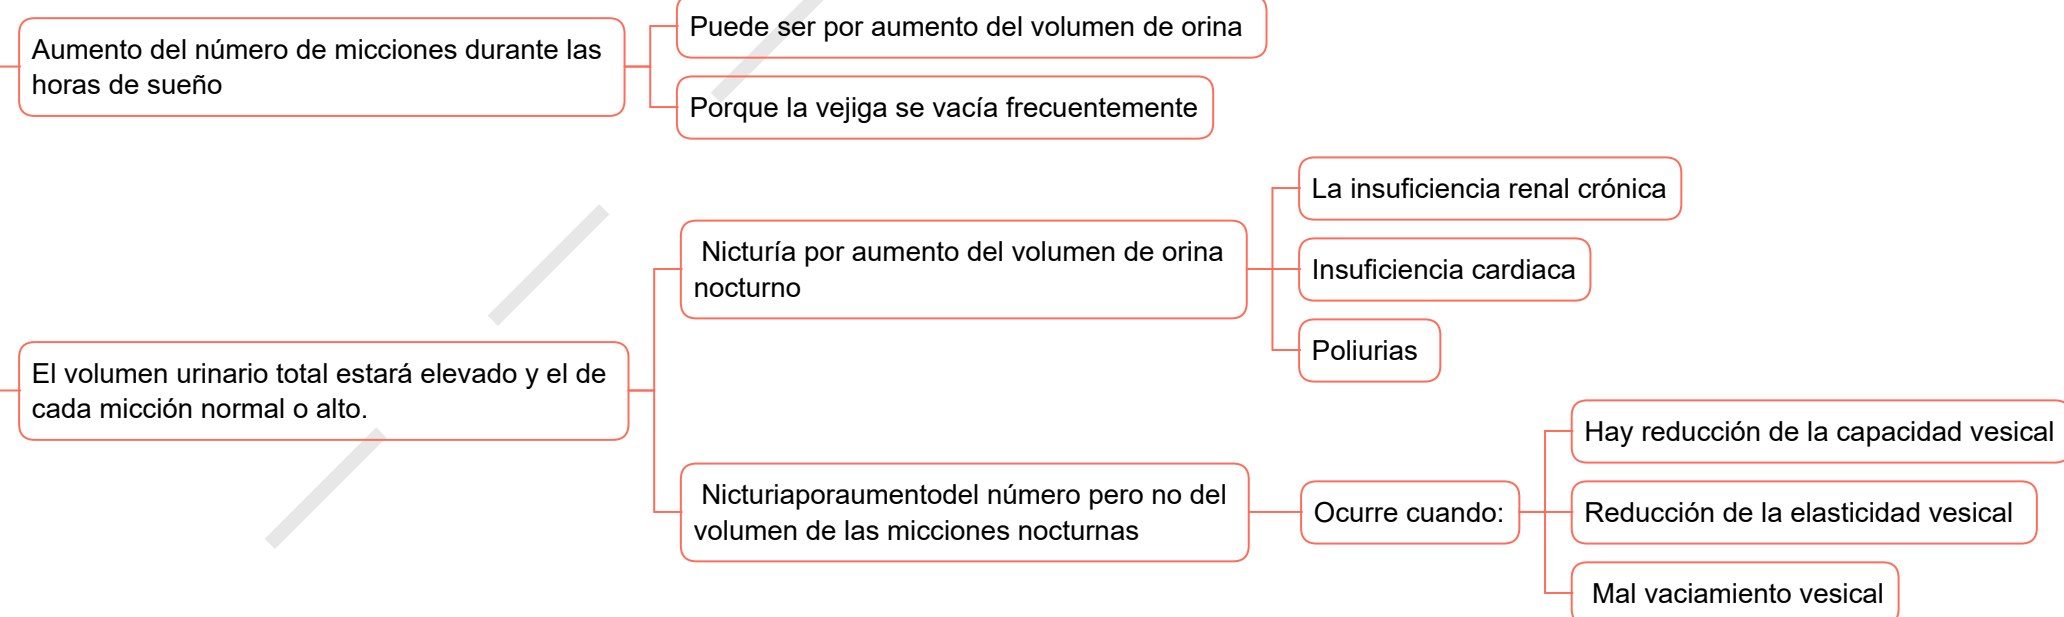 Aumento del número de micciones durante las
horas de sueño
Puede ser por aumento del volumen de orina
Porque la vejiga se vacía frecuentemente
El volumen urinario total estará elevado y el de
cada micción normal o alto.
Nicturía por aumento del volumen de orina
nocturno
La insuficiencia renal crónica
Insuficiencia cardiaca
Poliurias
Nicturiaporaumentodel número pero no del
volumen de las micciones nocturnas
Ocurre cuando:
Hay reducción de la capacidad vesical
Reducción de la elasticidad vesical
Mal vaciamiento vesical